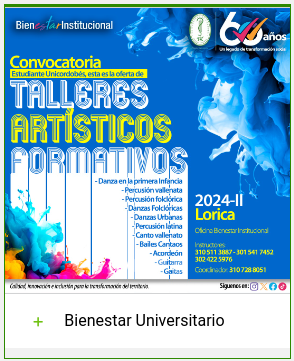 BienestarInstitucional
60 años
Un legado de transformación social
Convocatoria
Estudiante Unicordobés, esta es la oferta de
TALLERES
ARTÍSTICOS
FORMATIVOS
- Danza en la primera Infancia
- Percusión vallenata
- Percusión folclórica
- Danzas Folclóricas
- Danzas Urbanas
- Percusión latina
- Canto vallenato
- Bailes Cantaos
- Acordeón
- Guitarra
- Gaitas
2024-II
Lorica
Oficina Bienestar Institucional
Instructores:
310 511 3887 - 301 541 7452
302 422 5976
Coordinador: 310 728 8051
Calidad, innovación e inclusión para la transformación del territorio.
Síguenos en:
+ Bienestar Universitario